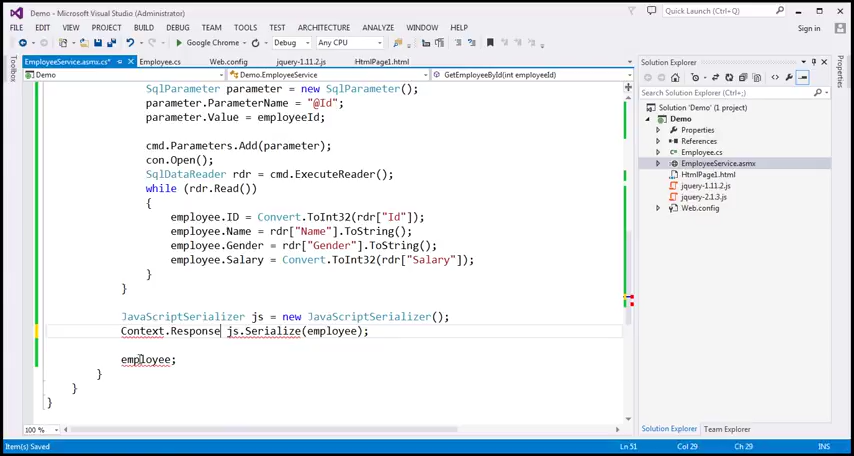 Demo - Microsoft Visual Studio (Administrator)
Quick Launch (Ctrl+Q)
FILE EDIT VIEW PROJECT BUILD DEBUG TEAM SQL TOOLS TEST ARCHITECTURE ANALYZE WINDOW HELP
Sign in
Google Chrome Debug Any CPU
EmployeeService.asmx.cs* Employee.cs Web.config jquery-1.11.2.js HtmlPage1.html
Demo Demo.EmployeeService GetEmployeeById(int employeeId)
Toolbox
SqlParameter parameter = new SqlParameter();
parameter.ParameterName = "@Id";
parameter.Value = employeeId;
cmd.Parameters.Add(parameter);
con.Open();
SqlDataReader rdr = cmd.ExecuteReader();
while (rdr.Read())
{
employee.ID = Convert.ToInt32(rdr["Id"]);
employee.Name = rdr["Name"].ToString();
employee.Gender = rdr["Gender"].ToString();
employee.Salary = Convert.ToInt32(rdr["Salary"]);
}
}
JavaScriptSerializer js = new JavaScriptSerializer();
Context.Response js.Serialize(employee);
employee;
}
}
}
100 %
Solution Explorer
Search Solution Explorer (Ctrl+;)
Solution 'Demo' (1 project)
Demo
Properties
References
Employee.cs
EmployeeService.asmx
HtmlPage1.html
jquery-1.11.2.js
jquery-2.1.3.js
Web.config
Solution Explorer Team Explorer
Properties
Item(s) Saved Ln 51 Col 29 Ch 29 INS